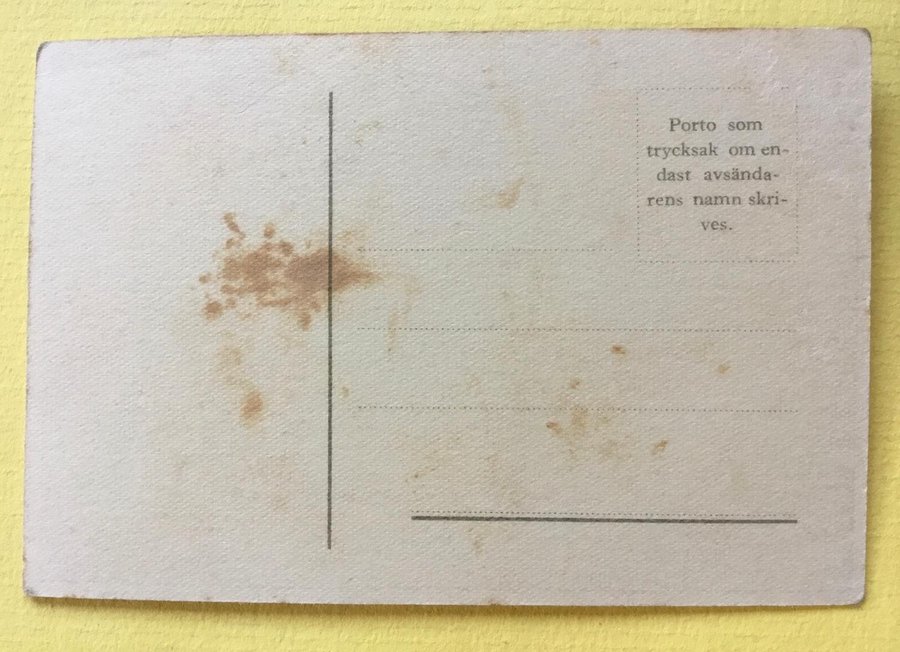 Porto som
trycksak om en-
dast avsända-
rens namn skri-
ves.